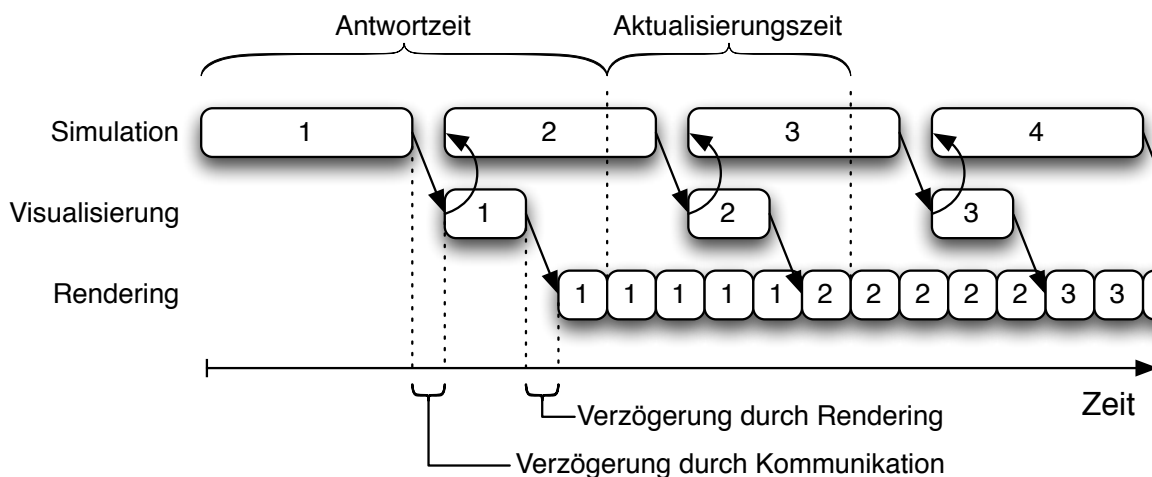 Antwortzeit
Aktualisierungszeit
Simulation 1 2 3 4
Visualisierung 1 2 3
Rendering 1 1 1 1 1 2 2 2 2 2 3 3
Zeit
Verzögerung durch Rendering
Verzögerung durch Kommunikation